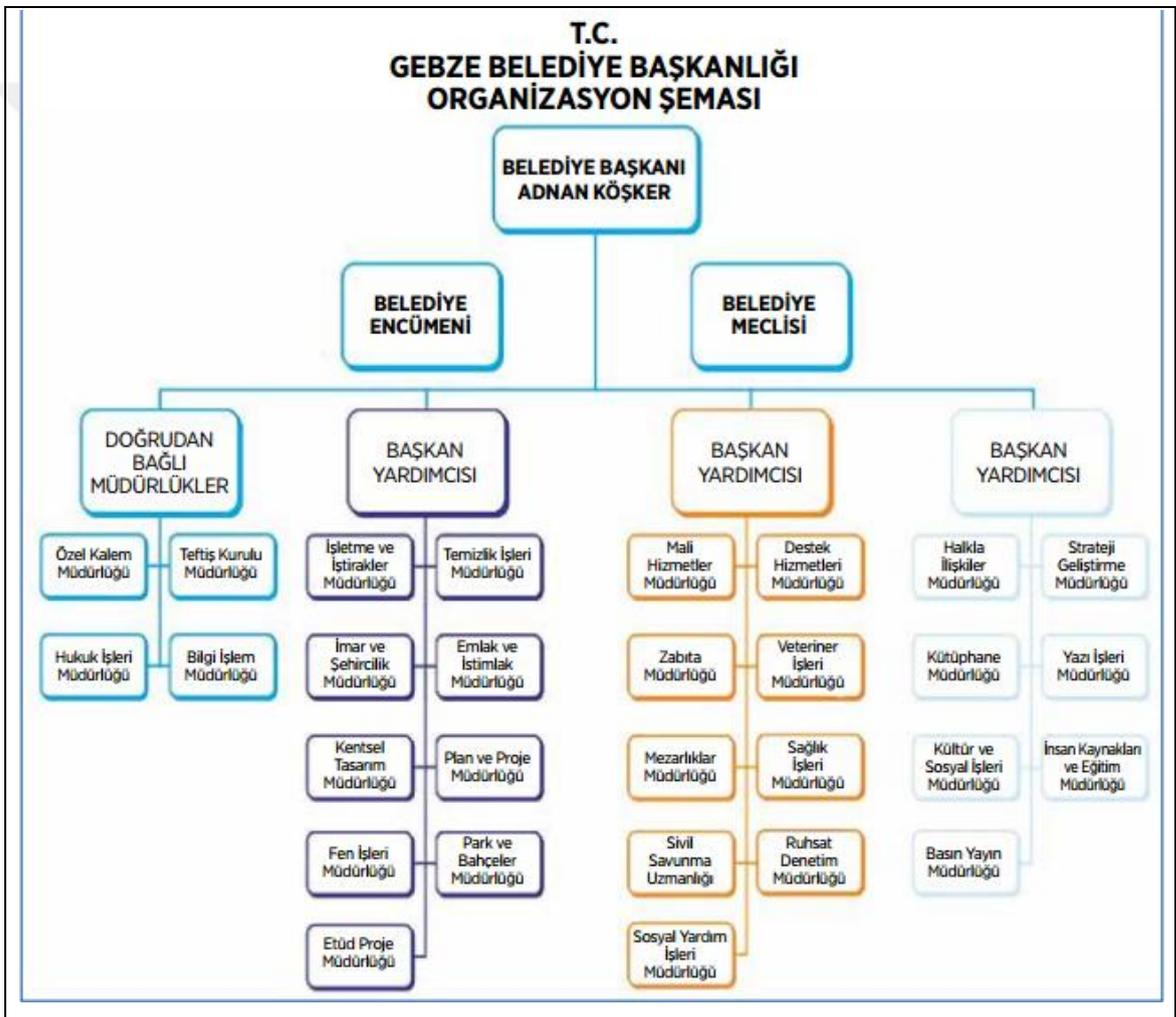 T.C.
GEBZE BELEDİYE BAŞKANLIĞI
ORGANİZASYON ŞEMASI
BELEDİYE BAŞKANI
ADNAN KÖŞKER
BELEDİYE
ENCÜMENİ
BELEDİYE
MECLİSİ
DOĞRUDAN
BAĞLI
MÜDÜRLÜKLER
Özel Kalem
Müdürlüğü
Teftiş Kurulu
Müdürlüğü
Hukuk İşleri
Müdürlüğü
Bilgi İşlem
Müdürlüğü
BAŞKAN
YARDIMCISI
İşletme ve
İştirakler
Müdürlüğü
Temizlik İşleri
Müdürlüğü
İmar ve
Şehircilik
Müdürlüğü
Emlak ve
İstimlak
Müdürlüğü
Kentsel
Tasarım
Müdürlüğü
Plan ve Proje
Müdürlüğü
Fen İşleri
Müdürlüğü
Park ve
Bahçeler
Müdürlüğü
Etüd Proje
Müdürlüğü
BAŞKAN
YARDIMCISI
Mali
Hizmetler
Müdürlüğü
Destek
Hizmetleri
Müdürlüğü
Zabıta
Müdürlüğü
Veteriner
İşleri
Müdürlüğü
Mezarlıklar
Müdürlüğü
Sağlık
İşleri
Müdürlüğü
Sivil
Savunma
Uzmanlığı
Ruhsat
Denetim
Müdürlüğü
Sosyal Yardım
İşleri
Müdürlüğü
BAŞKAN
YARDIMCISI
Halkla
İlişkiler
Müdürlüğü
Strateji
Geliştirme
Müdürlüğü
Kütüphane
Müdürlüğü
Yazı İşleri
Müdürlüğü
Kültür ve
Sosyal İşleri
Müdürlüğü
İnsan Kaynakları
ve Eğitim
Müdürlüğü
Basın Yayın
Müdürlüğü